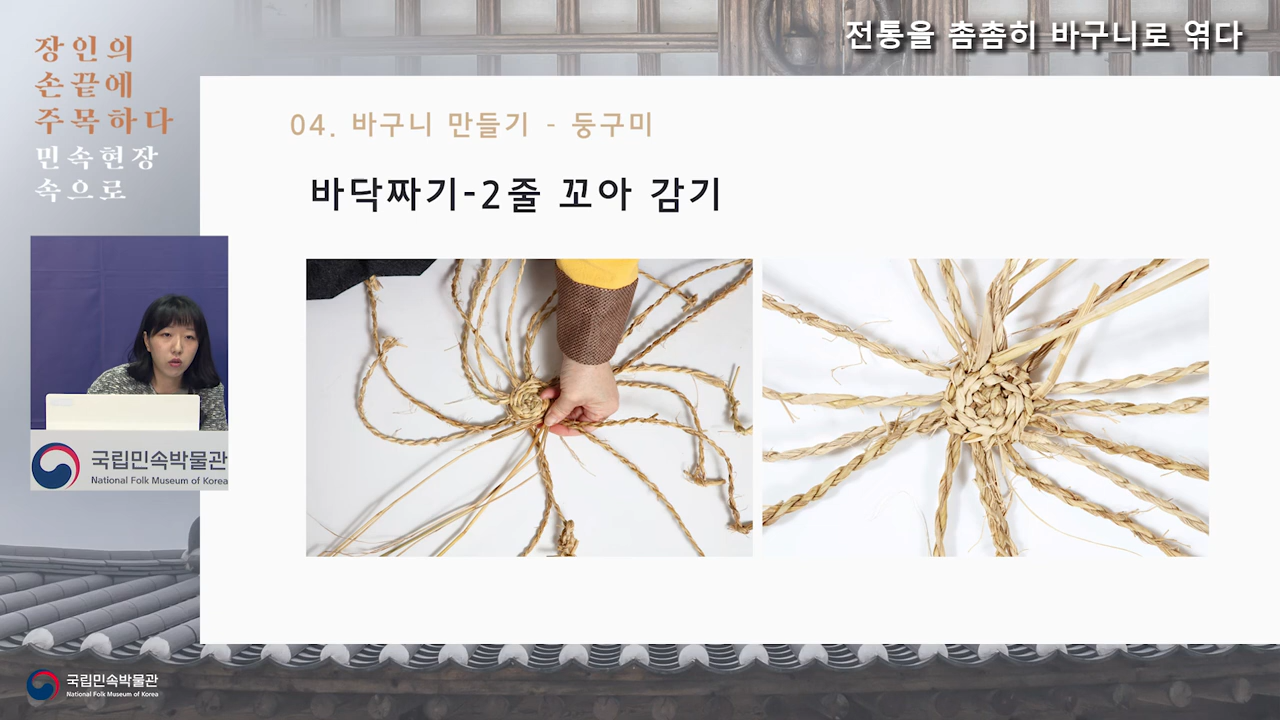 전통을 촘촘히 바구니로 엮다
장인의
손끝에
주목하다
민속현장
속으로
04. 바구니 만들기 - 둥구미
바닥짜기-2줄 꼬아 감기
국립민속박물관
National Folk Museum of Korea
국립민속박물관
National Folk Museum of Korea